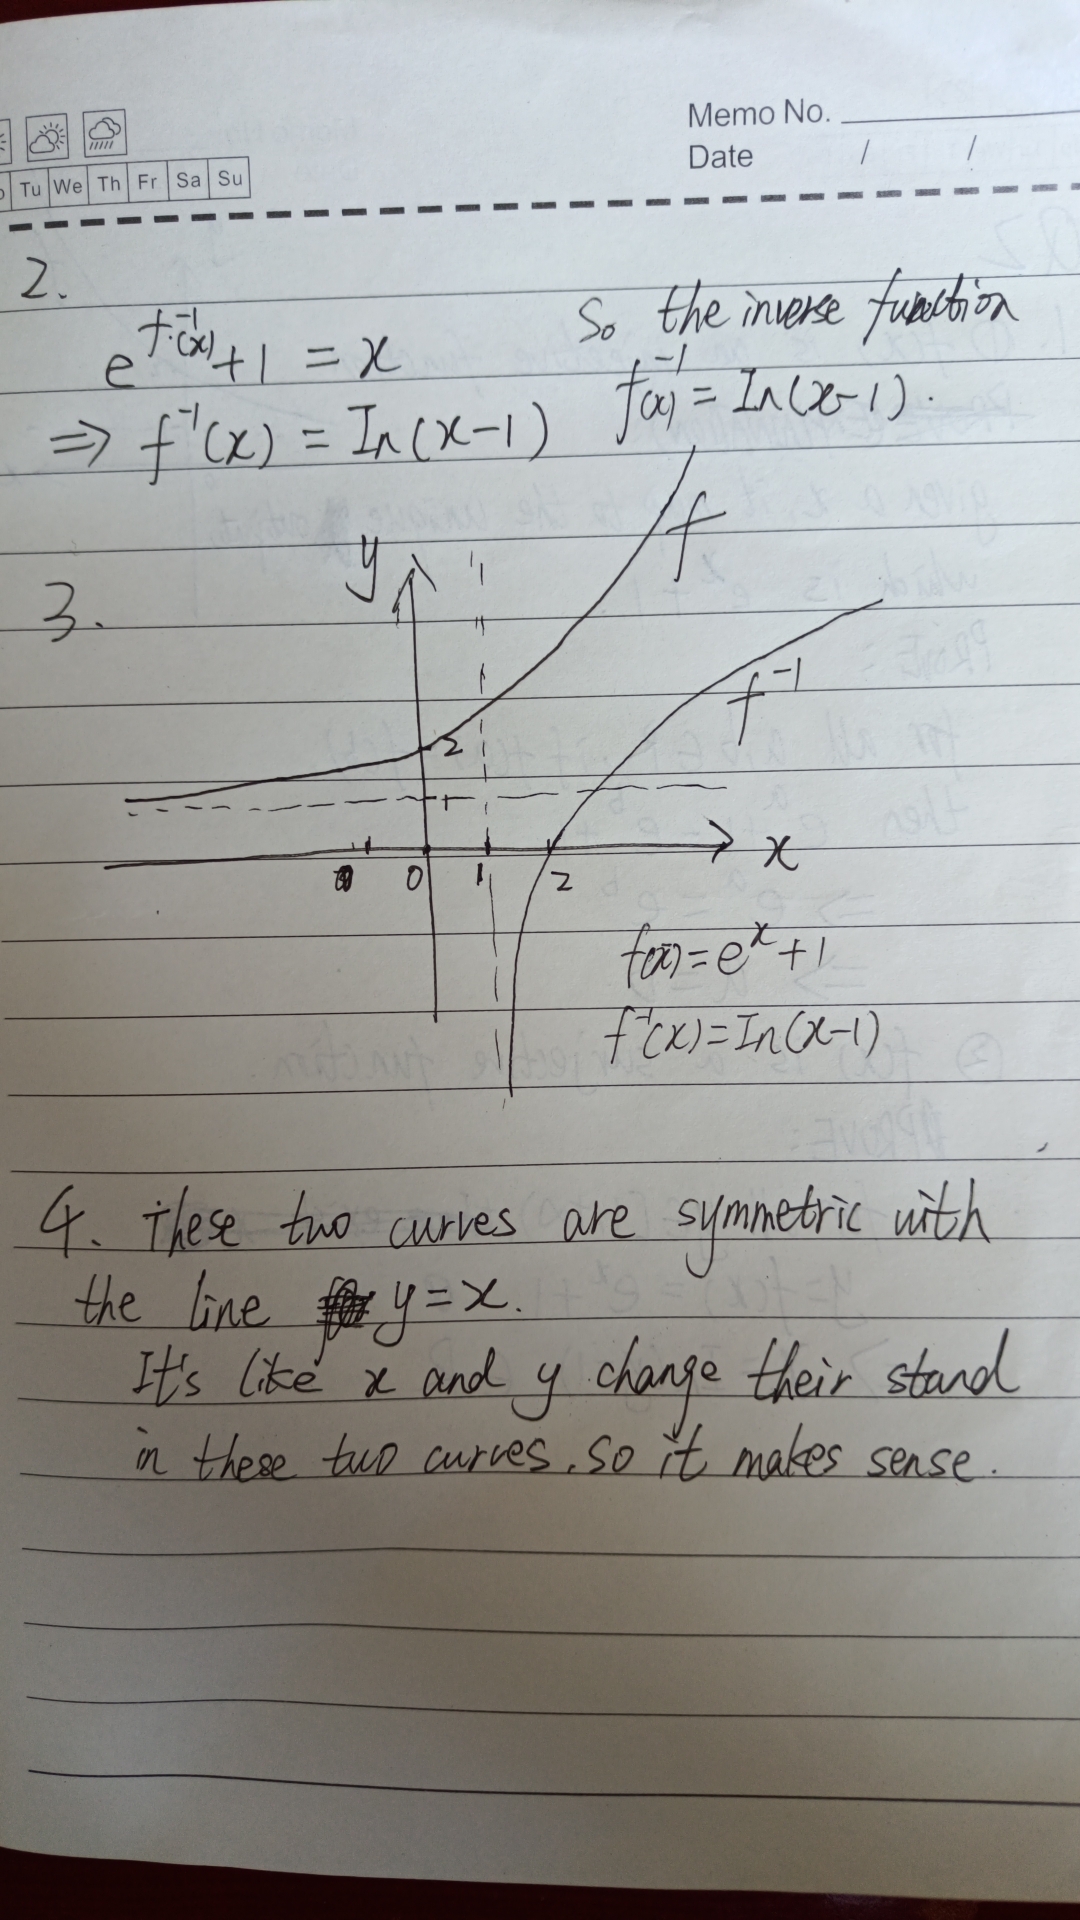 Memo No.
Date / /
Tu We Th Fr Sa Su
2.
e^{f^{-1}(x)}+1 = x
⇒ f^{-1}(x) = In(x-1)
So the inverse function
f^{-1}(x) = In(x-1).
3.
y
1
f
f^{-1}
2
1
x
0 1 2
f(x)=e^x+1
f^{-1}(x)=In(x-1)
4. These two curves are symmetric with
the line y=x.
It's like x and y change their stand
in these two curves, so it makes sense.